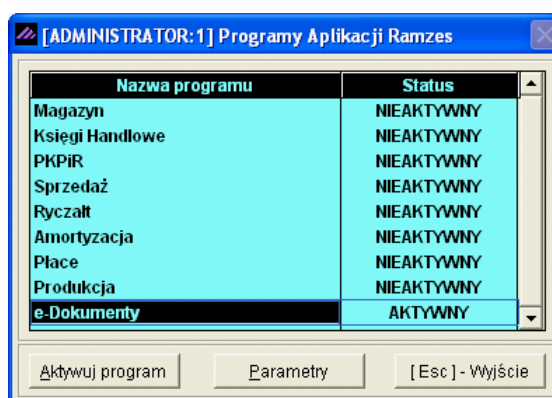 [ADMINISTRATOR:1] Programy Aplikacji Ramzes
Nazwa programu Status
Magazyn NIEAKTYWNY
Księgi Handlowe NIEAKTYWNY
PKPiR NIEAKTYWNY
Sprzedaż NIEAKTYWNY
Ryczałt NIEAKTYWNY
Amortyzacja NIEAKTYWNY
Płace NIEAKTYWNY
Produkcja NIEAKTYWNY
e-Dokumenty AKTYWNY
Aktywuj program Parametry [ Esc ] - Wyjście